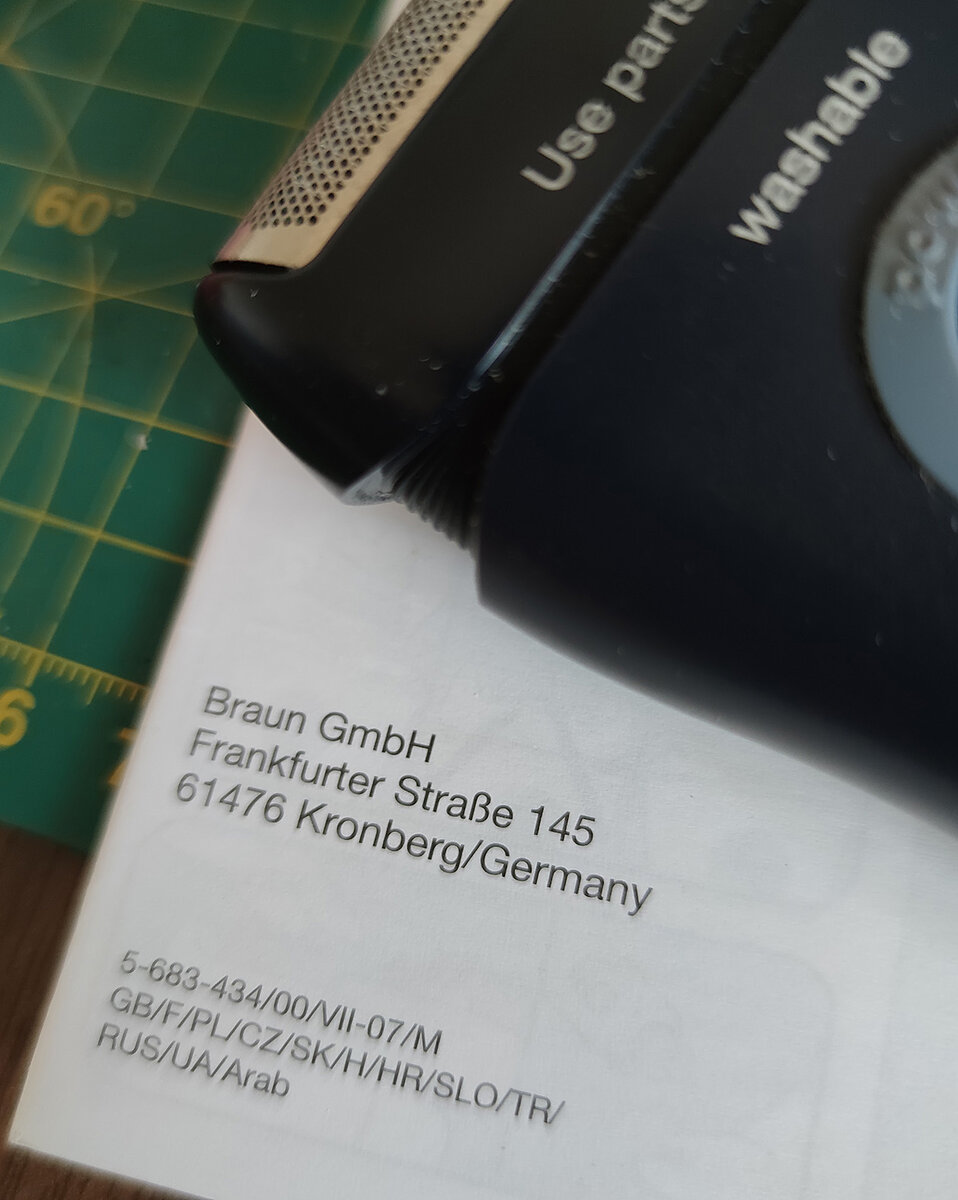 60°
Use parts
washable
6
Braun GmbH
Frankfurter Straße 145
61476 Kronberg/Germany
5-683-434/00/VII-07/M
GB/F/PL/CZ/SK/H/HR/SLO/TR/
RUS/UA/Arab